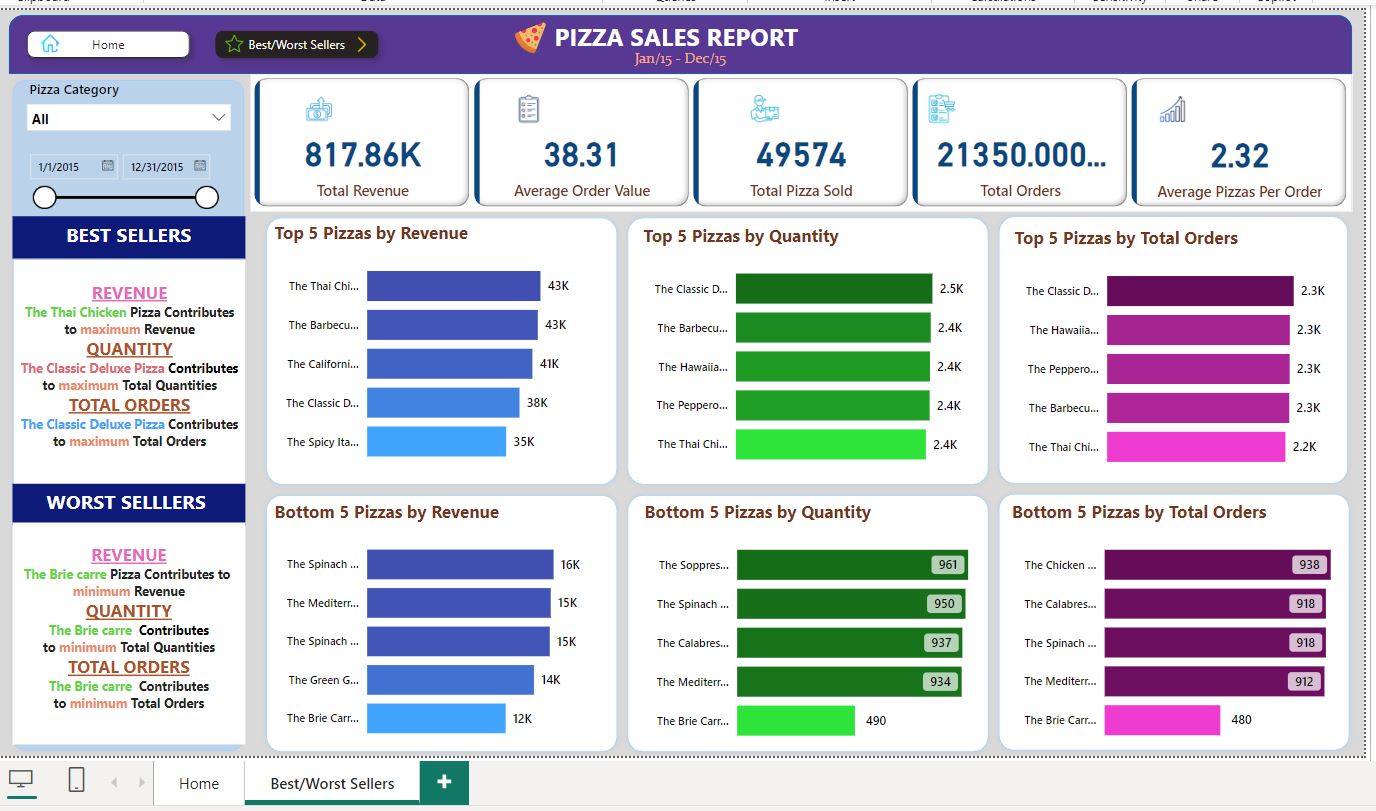 Home
Best/Worst Sellers
PIZZA SALES REPORT
Jan/15 - Dec/15
Pizza Category
All
1/1/2015
12/31/2015
817.86K
Total Revenue
38.31
Average Order Value
49574
Total Pizza Sold
21350.000...
Total Orders
2.32
Average Pizzas Per Order
BEST SELLERS
REVENUE
The Thai Chicken Pizza Contributes
to maximum Revenue
QUANTITY
The Classic Deluxe Pizza Contributes
to maximum Total Quantities
TOTAL ORDERS
The Classic Deluxe Pizza Contributes
to maximum Total Orders
WORST SELLLERS
REVENUE
The Brie carre Pizza Contributes to
minimum Revenue
QUANTITY
The Brie carre Contributes
to minimum Total Quantities
TOTAL ORDERS
The Brie carre Contributes
to minimum Total Orders
Top 5 Pizzas by Revenue
The Thai Chi... 43K
The Barbecu... 43K
The Californi... 41K
The Classic D... 38K
The Spicy Ita... 35K
Top 5 Pizzas by Quantity
The Classic D... 2.5K
The Barbecu... 2.4K
The Hawaiia... 2.4K
The Peppero... 2.4K
The Thai Chi... 2.4K
Top 5 Pizzas by Total Orders
The Classic D... 2.3K
The Hawaiia... 2.3K
The Peppero... 2.3K
The Barbecu... 2.3K
The Thai Chi... 2.2K
Bottom 5 Pizzas by Revenue
The Spinach ... 16K
The Mediterr... 15K
The Spinach ... 15K
The Green G... 14K
The Brie Carr... 12K
Bottom 5 Pizzas by Quantity
The Soppres... 961
The Spinach ... 950
The Calabres... 937
The Mediterr... 934
The Brie Carr... 490
Bottom 5 Pizzas by Total Orders
The Chicken ... 938
The Calabres... 918
The Spinach ... 918
The Mediterr... 912
The Brie Carr... 480
Home
Best/Worst Sellers